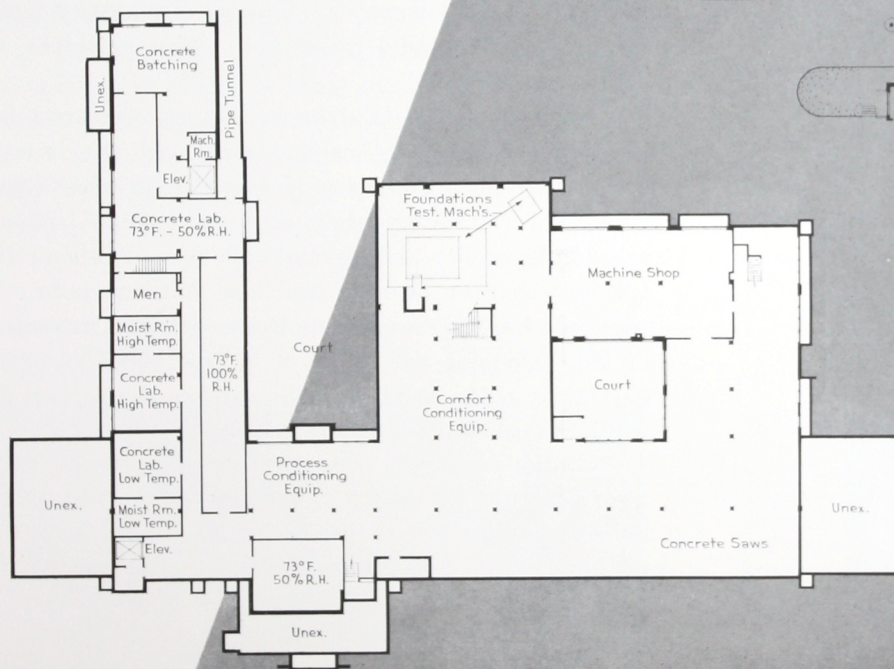 Concrete
Batching
Unex.
Pipe Tunnel
Mach.
Rm.
Elev.
Concrete Lab.
73°F. – 50% R.H.
Men
Moist Rm.
High Temp.
Concrete
Lab.
High Temp.
73°F.
100%
R.H.
Concrete
Lab.
Low Temp.
Moist Rm.
Low Temp.
Elev.
Unex.
Court
Process
Conditioning
Equip.
73°F.
50% R.H.
Unex.
Foundations
Test. Mach's.
Comfort
Conditioning
Equip.
Machine Shop
Court
Concrete Saws
Unex.